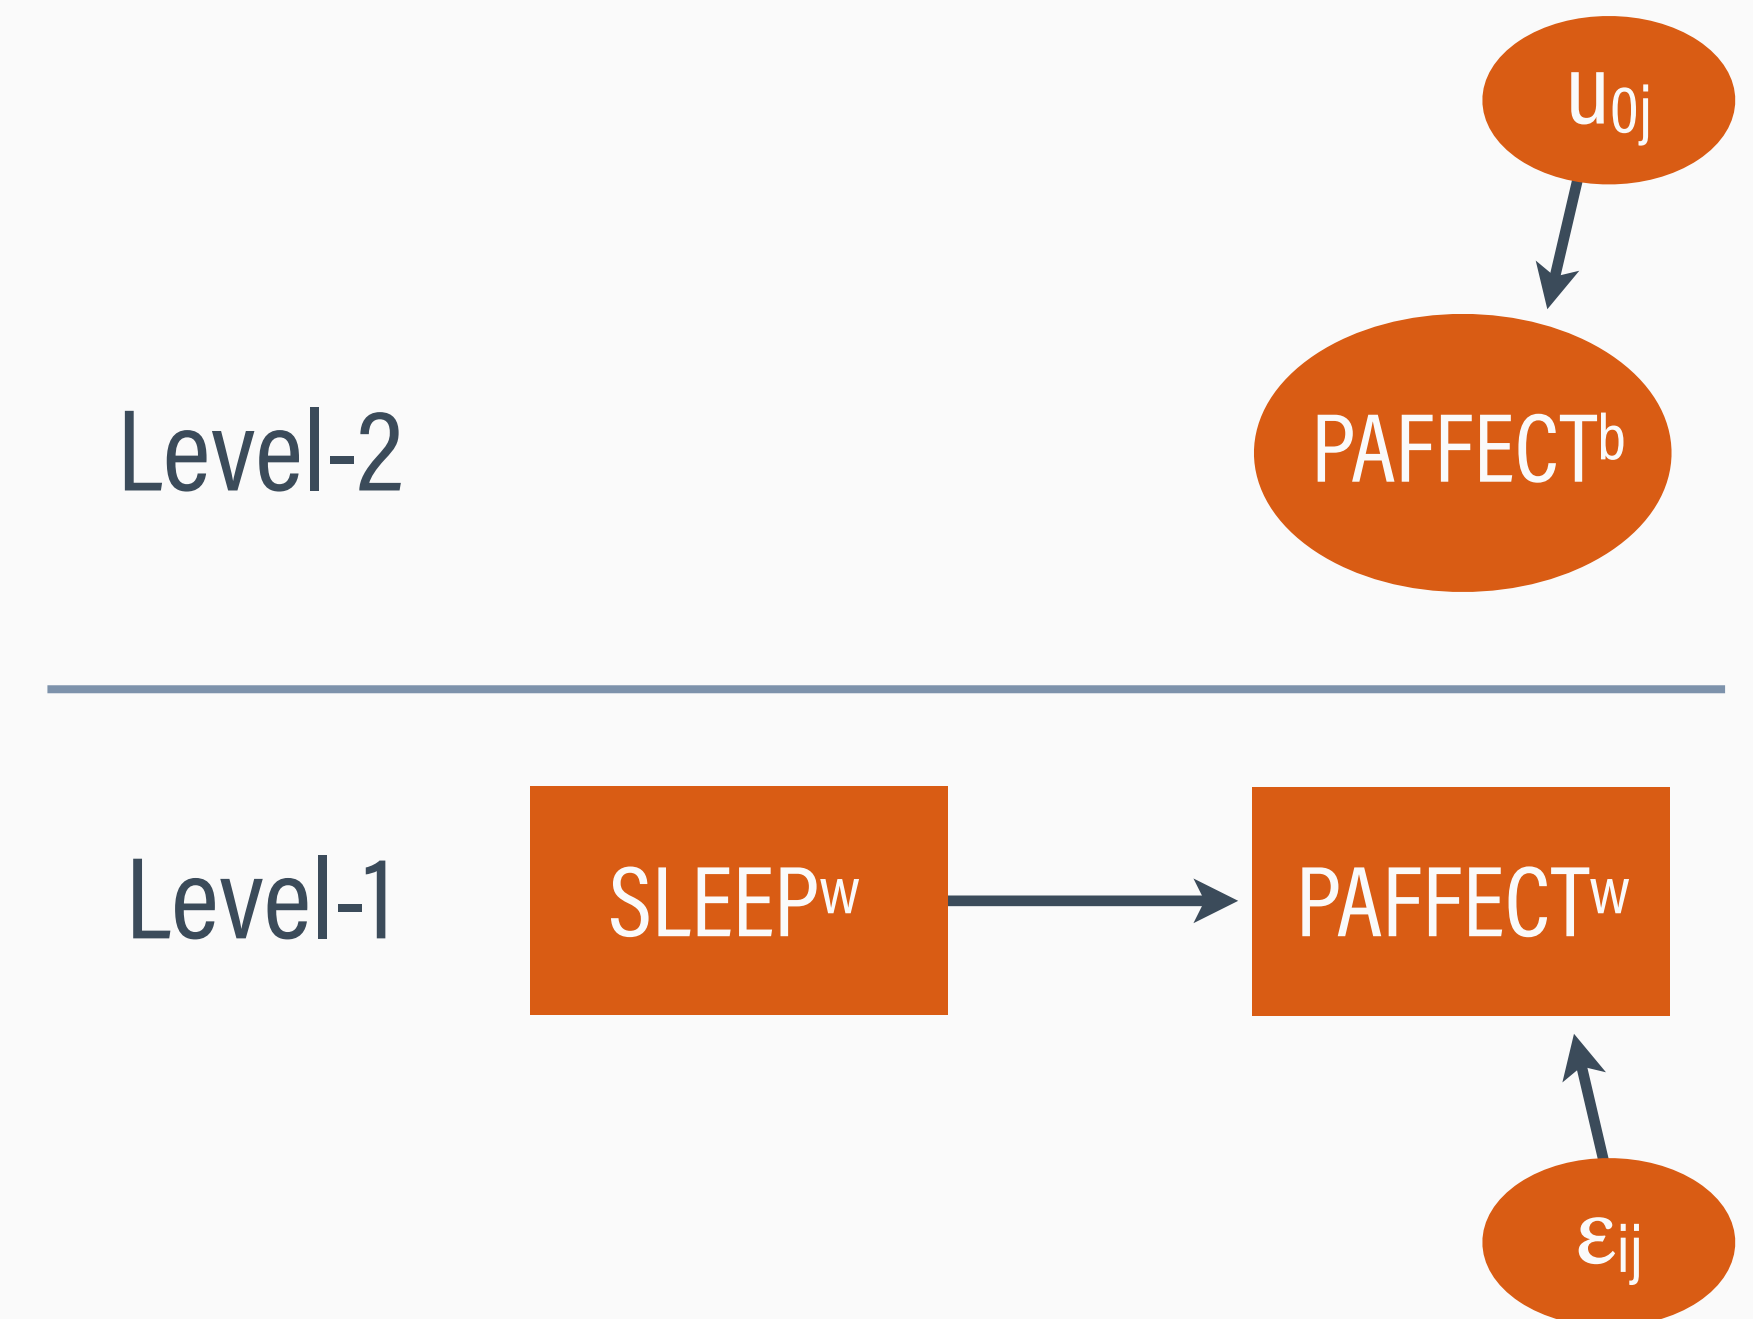 u₀ⱼ
Level-2
PAFFECTᵇ
Level-1
SLEEPʷ
PAFFECTʷ
εᵢⱼ